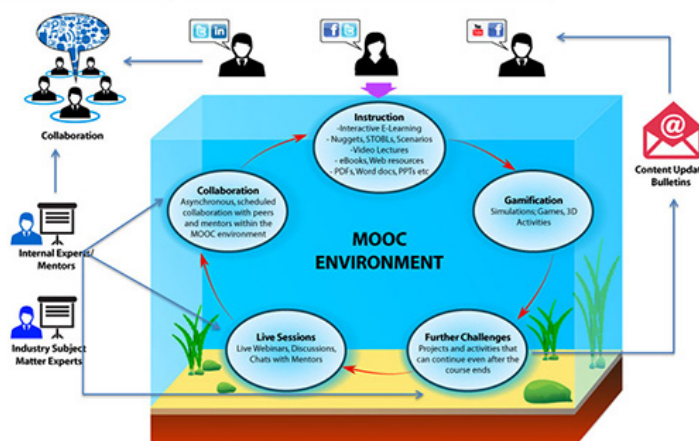 Collaboration
Instruction
-Interactive E-Learning
- Nuggets, STOBLs, Scenarios
-Video Lectures
- eBooks, Web resources
- PDFs, Word docs, PPTs etc
Content Update
Bulletins
Collaboration
Asynchronous, scheduled
collaboration with peers
and mentors within the
MOOC environment
Gamification
Simulations; Games, 3D
Activities
MOOC
ENVIRONMENT
Internal Experts/
Mentors
Industry Subject
Matter Experts
Live Sessions
Live Webinars, Discussions,
Chats with Mentors
Further Challenges
Projects and activities that
can continue even after the
course ends